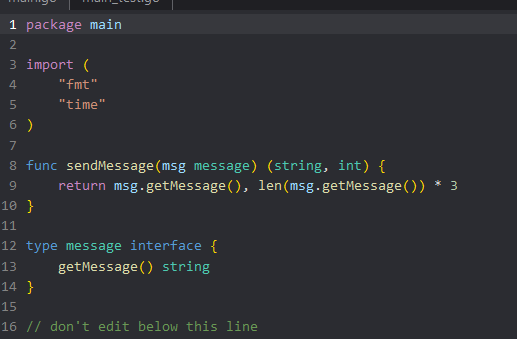 main.go main_test.go
1 package main
2
3 import (
4     "fmt"
5     "time"
6 )
7
8 func sendMessage(msg message) (string, int) {
9     return msg.getMessage(), len(msg.getMessage()) * 3
10 }
11
12 type message interface {
13     getMessage() string
14 }
15
16 // don't edit below this line